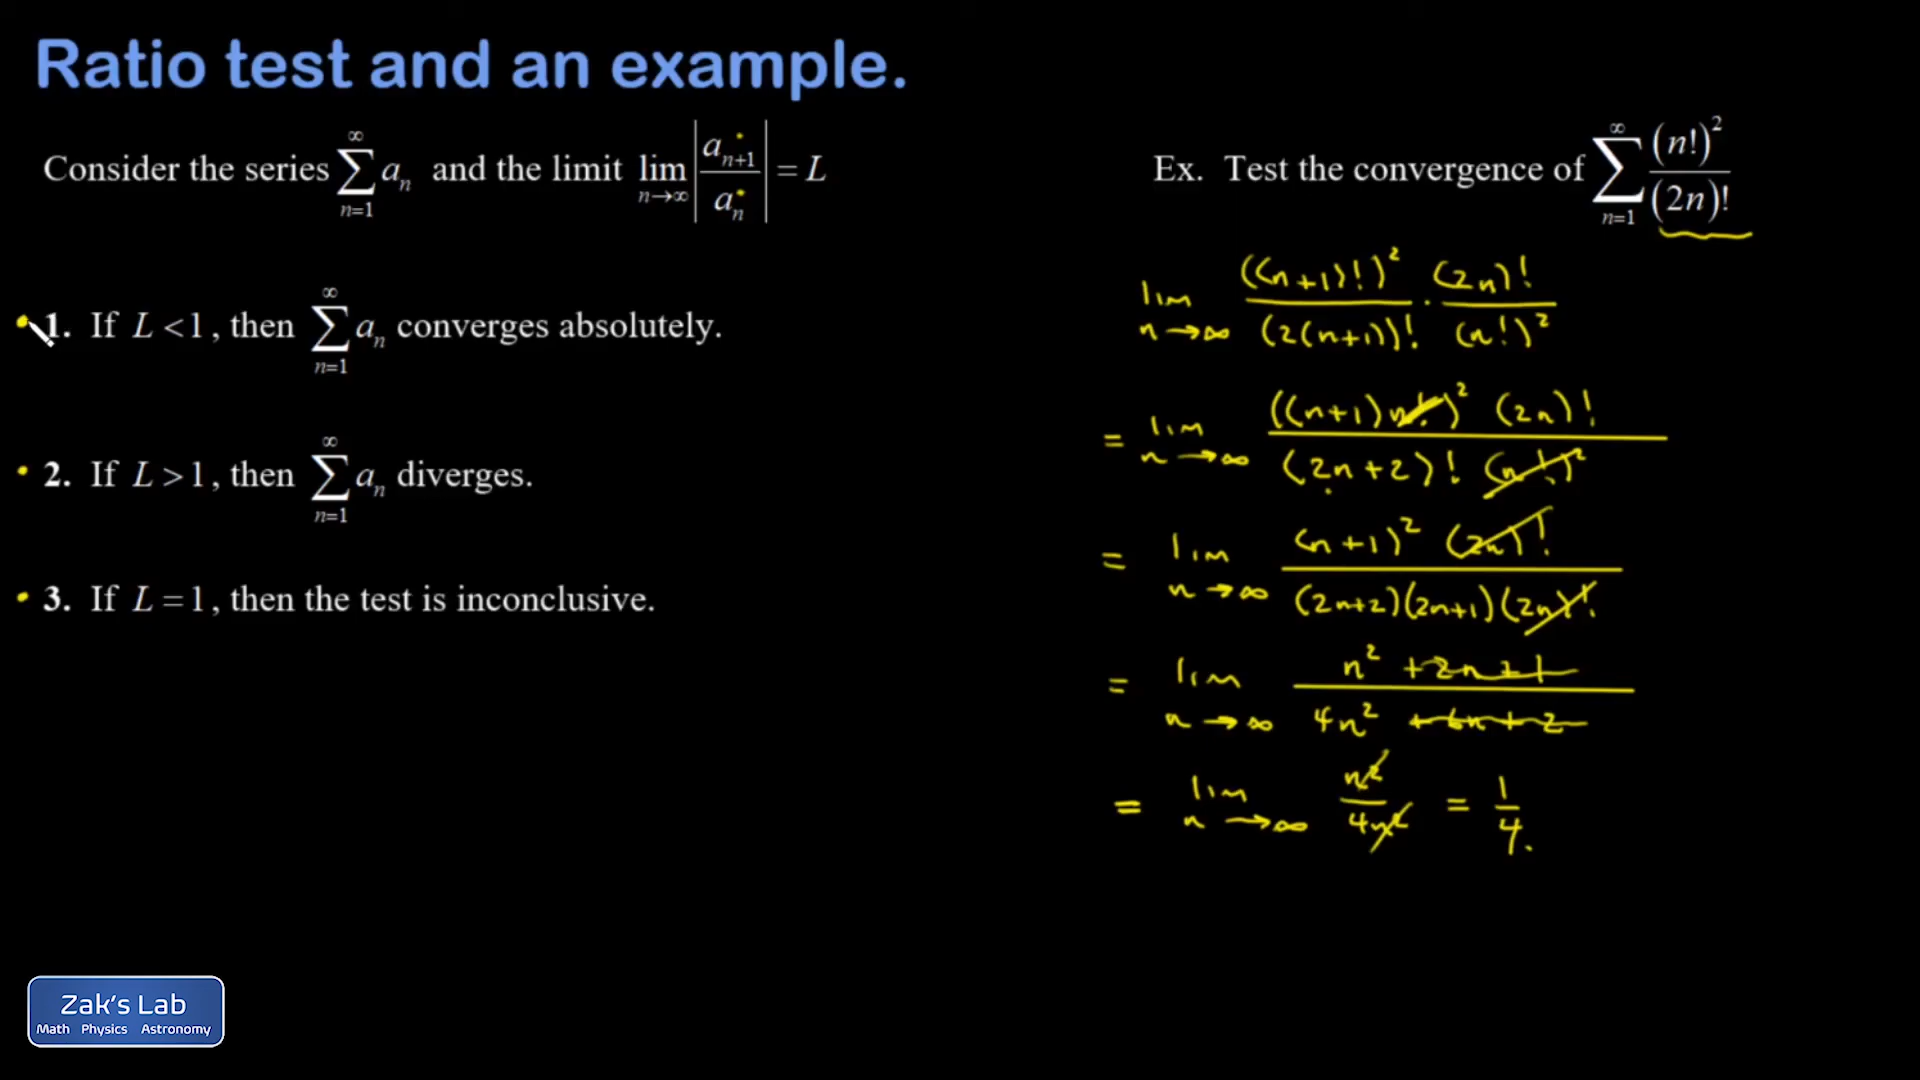 Ratio test and an example.
Consider the series ∑_{n=1}^{∞} a_n and the limit lim_{n→∞} |a_{n+1}/a_n| = L
• 1. If L < 1, then ∑_{n=1}^{∞} a_n converges absolutely.
• 2. If L > 1, then ∑_{n=1}^{∞} a_n diverges.
• 3. If L = 1, then the test is inconclusive.
Ex. Test the convergence of ∑_{n=1}^{∞} (n!)²/(2n)!
lim_{n→∞} ((n+1)!)²/(2(n+1))! · (2n)!/(n!)²
= lim_{n→∞} ((n+1)n!)² (2n)! / (2n+2)! (n!)²
= lim_{n→∞} (n+1)² (2n)! / (2n+2)(2n+1)(2n)!
= lim_{n→∞} n² + 2n + 1 / 4n² + 6n + 2
= lim_{n→∞} n²/4n² = 1/4.
Zak's Lab
Math Physics Astronomy